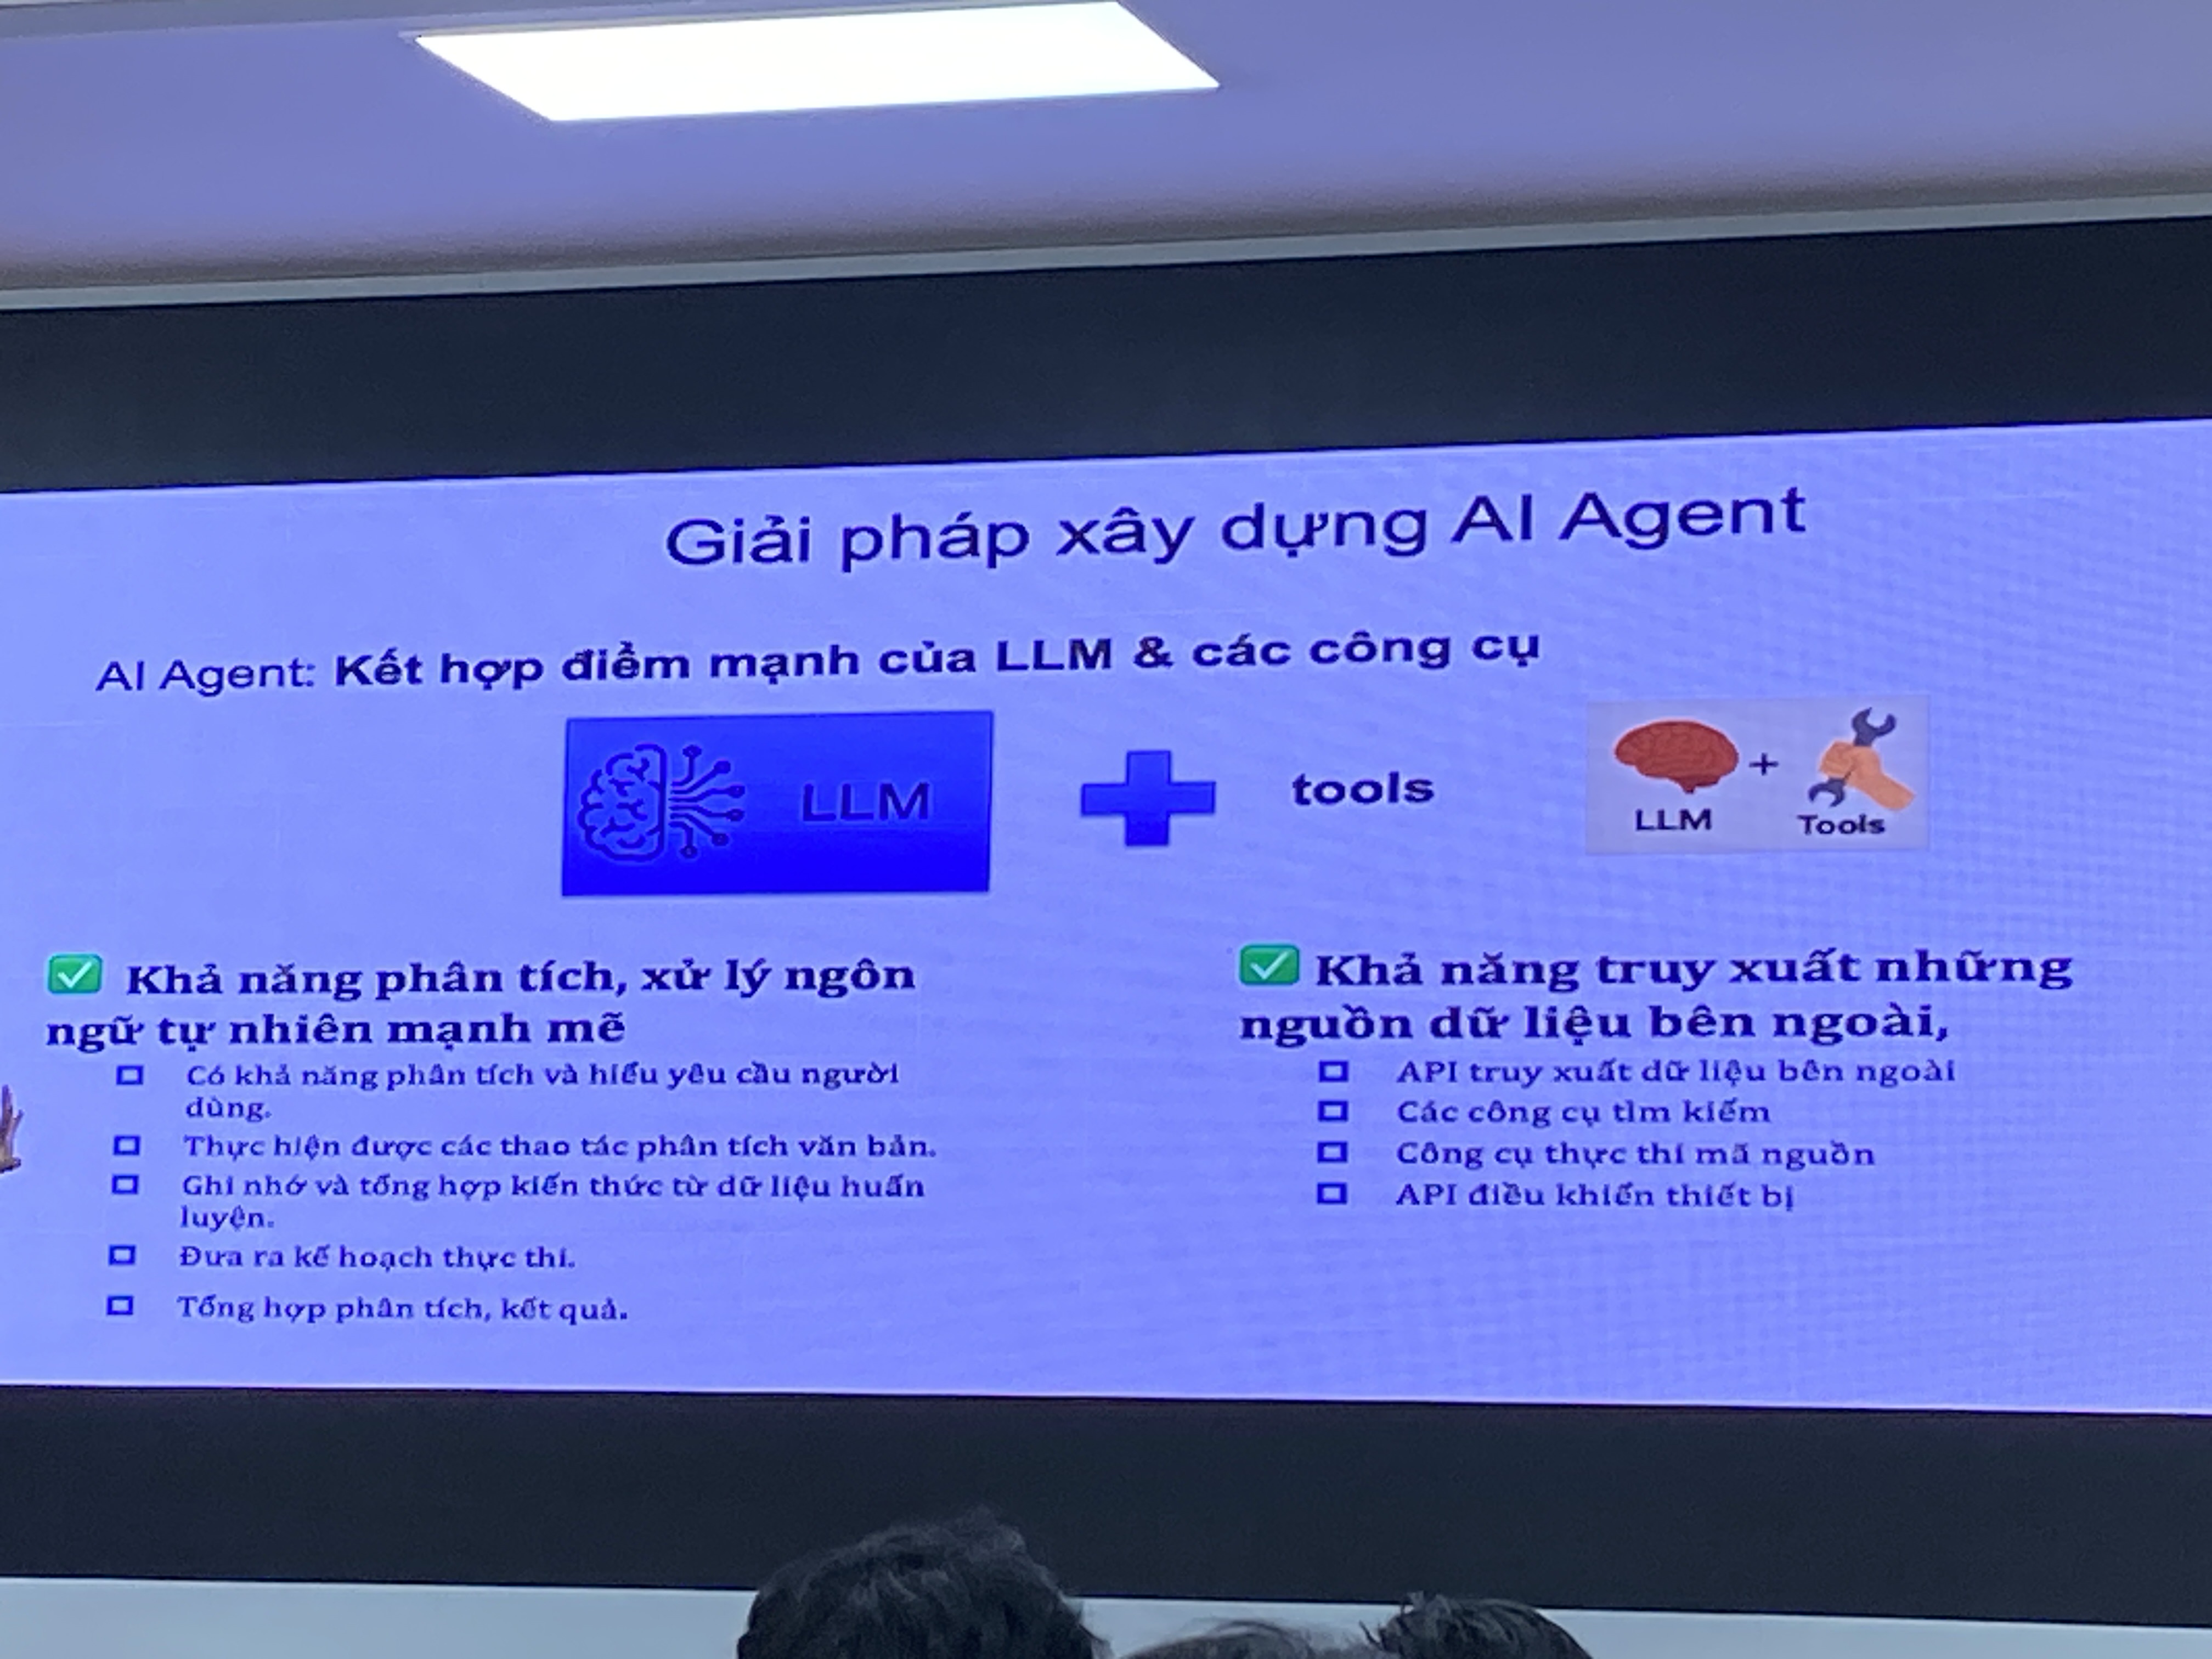 Giải pháp xây dựng AI Agent
AI Agent: Kết hợp điểm mạnh của LLM & các công cụ
LLM
tools
+
LLM
Tools
✅ Khả năng phân tích, xử lý ngôn
ngữ tự nhiên mạnh mẽ
Có khả năng phân tích và hiểu yêu cầu người
dùng.
Thực hiện được các thao tác phân tích văn bản.
Ghi nhớ và tổng hợp kiến thức từ dữ liệu huấn
luyện.
Đưa ra kế hoạch thực thi.
Tổng hợp phân tích, kết quả.
✅ Khả năng truy xuất những
nguồn dữ liệu bên ngoài,
API truy xuất dữ liệu bên ngoài
Các công cụ tìm kiếm
Công cụ thực thi mã nguồn
API điều khiển thiết bị